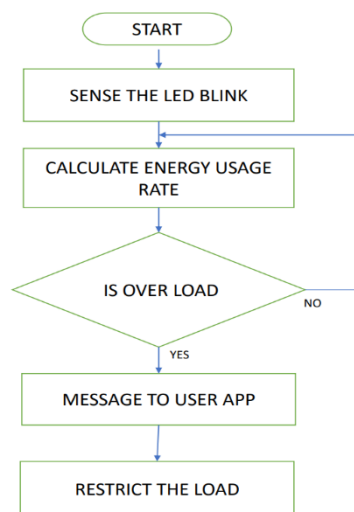 START
SENSE THE LED BLINK
CALCULATE ENERGY USAGE
RATE
IS OVER LOAD
NO
YES
MESSAGE TO USER APP
RESTRICT THE LOAD